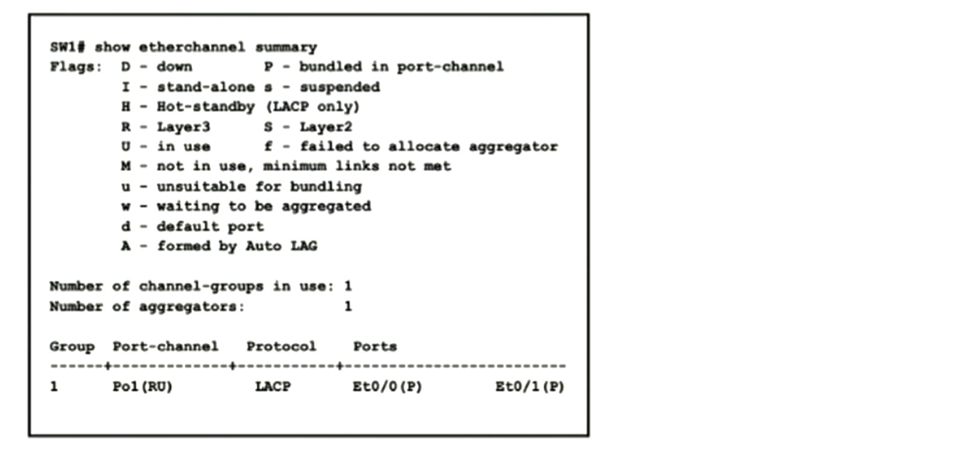 SW1# show etherchannel summary
Flags:  D - down        P - bundled in port-channel
        I - stand-alone s - suspended
        H - Hot-standby (LACP only)
        R - Layer3      S - Layer2
        U - in use      f - failed to allocate aggregator
        M - not in use, minimum links not met
        u - unsuitable for bundling
        w - waiting to be aggregated
        d - default port
        A - formed by Auto LAG
Number of channel-groups in use: 1
Number of aggregators:           1
Group  Port-channel   Protocol    Ports
------+-------------+-----------+-------------------------
1      Po1(RU)         LACP       Et0/0(P)        Et0/1(P)